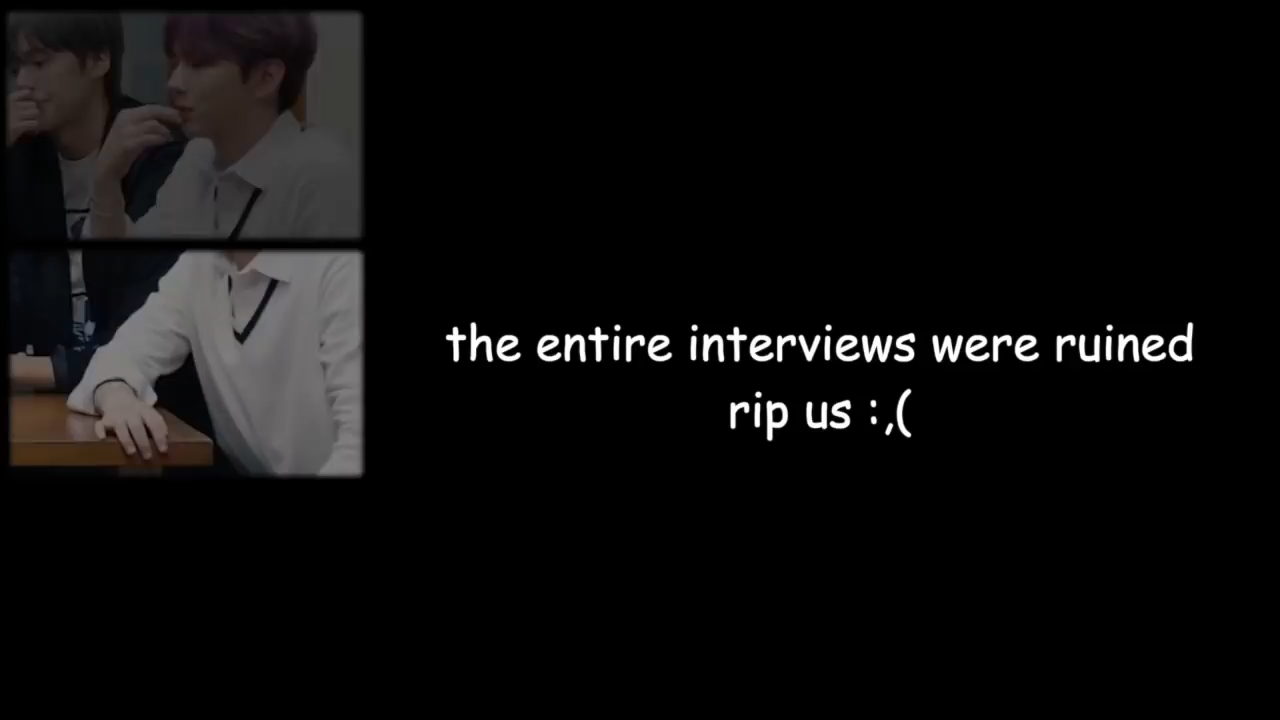 the entire interviews were ruined
rip us :,(